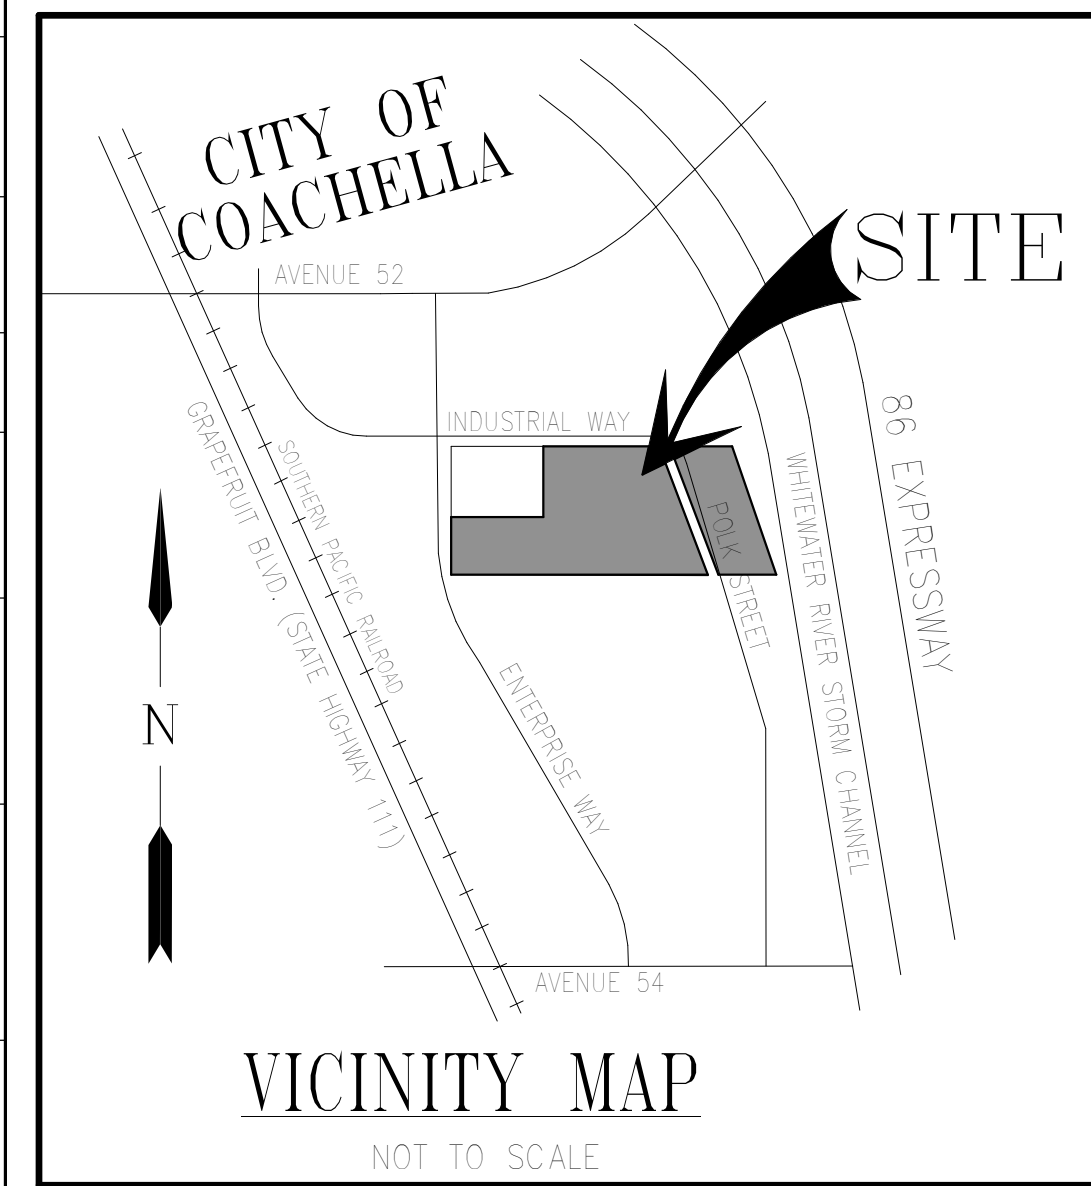 CITY OF
COACHELLA
SITE
AVENUE 52
INDUSTRIAL WAY
86 EXPRESSWAY
GRAPEFRUIT BLVD. (STATE HIGHWAY 111)
SOUTHERN PACIFIC RAILROAD
POLK STREET
WHITEWATER RIVER STORM CHANNEL
ENTERPRISE WAY
N
AVENUE 54
VICINITY MAP
NOT TO SCALE